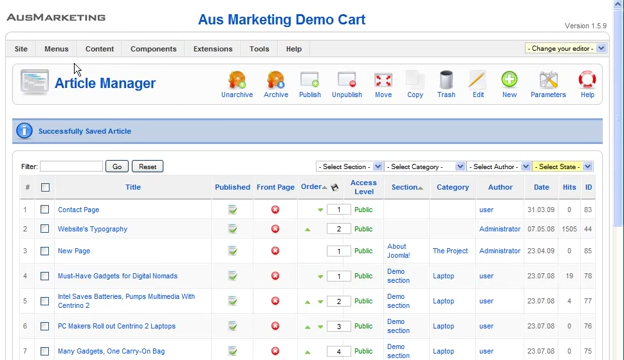 AusMarketing
Aus Marketing Demo Cart
Version 1.5.9
Site Menus Content Components Extensions Tools Help
- Change your editor -
Article Manager
Unarchive Archive Publish Unpublish Move Copy Trash Edit New Parameters Help
Successfully Saved Article
Filter: Go Reset - Select Section - - Select Category - - Select Author - - Select State -
# Title Published Front Page Order Access Level Section Category Author Date Hits ID
1 Contact Page 1 Public user 31.03.09 0 83
2 Website's Typography 2 Public Administrator 07.05.08 1505 44
3 New Page 1 Public About Joomla! The Project Administrator 23.04.09 0 85
4 Must-Have Gadgets for Digital Nomads 1 Public Demo section Laptop user 23.07.08 19 78
5 Intel Saves Batteries, Pumps Multimedia With Centrino 2 2 Public Demo section Laptop user 23.07.08 4 77
6 PC Makers Roll out Centrino 2 Laptops 3 Public Demo section Laptop user 23.07.08 0 76
7 Many Gadgets, One Carry-On Bag 4 Public Demo Laptop user 23.07.08 0 75